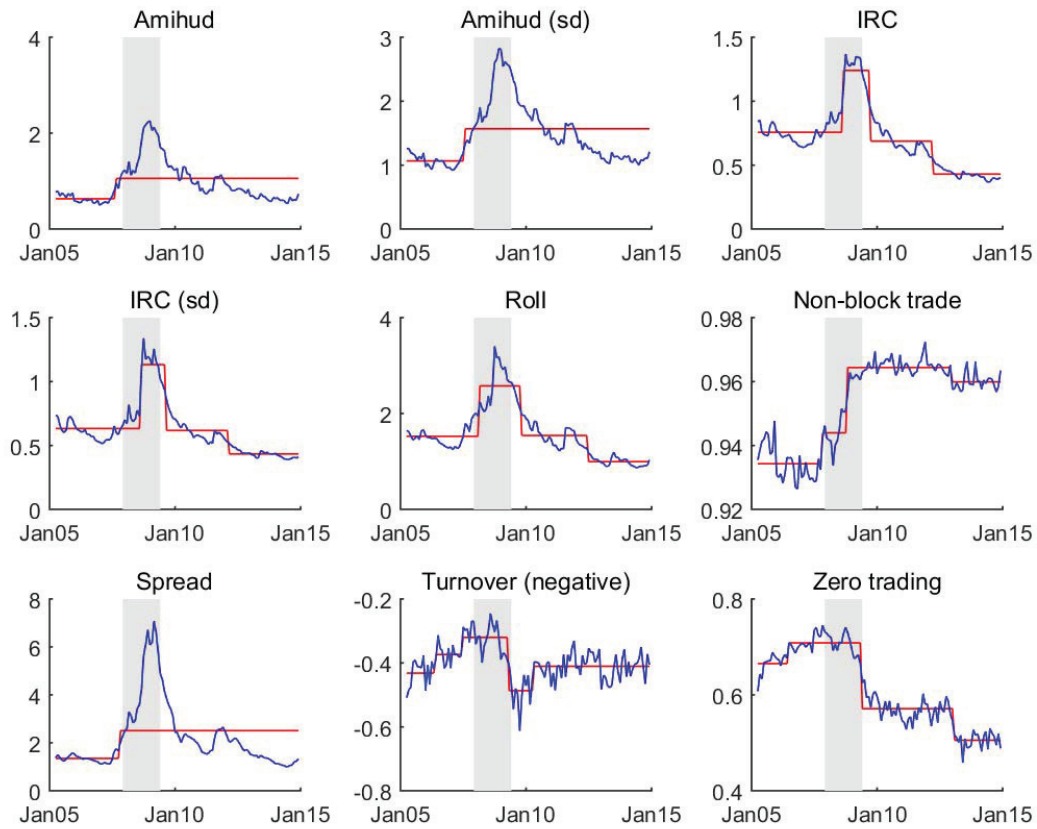 Amihud
4
2
0
Jan05 Jan10 Jan15
Amihud (sd)
3
2
1
0
Jan05 Jan10 Jan15
IRC
1.5
1
0.5
0
Jan05 Jan10 Jan15
IRC (sd)
1.5
1
0.5
0
Jan05 Jan10 Jan15
Roll
4
2
0
Jan05 Jan10 Jan15
Non-block trade
0.98
0.96
0.94
0.92
Jan05 Jan10 Jan15
Spread
8
6
4
2
0
Jan05 Jan10 Jan15
Turnover (negative)
-0.2
-0.4
-0.6
-0.8
Jan05 Jan10 Jan15
Zero trading
0.8
0.6
0.4
Jan05 Jan10 Jan15